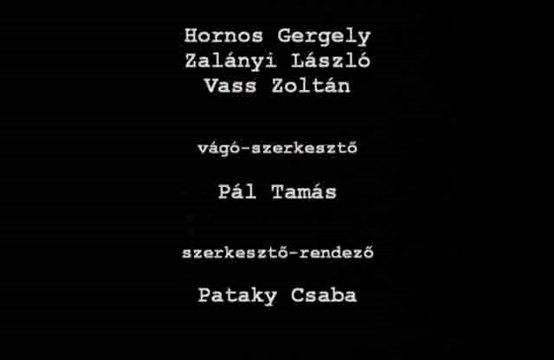 Hornos Gergely
Zalányi László
Vass Zoltán
vágó-szerkesztő
Pál Tamás
szerkesztő-rendező
Pataky Csaba